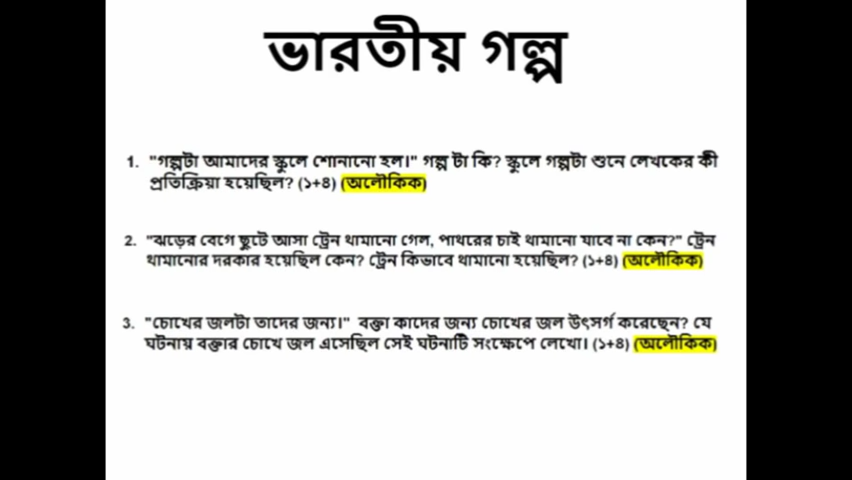 ভারতীয় গল্প
1. "গল্পটা আমাদের স্কুলে শোনানো হল।" গল্প টা কি? স্কুলে গল্পটা শুনে লেখকের কী
প্রতিক্রিয়া হয়েছিল? (১+৪) (অলৌকিক)
2. "ঝড়ের বেগে ছুটে আসা ট্রেন থামানো গেল, পাথরের চাই থামানো যাবে না কেন?" ট্রেন
থামানোর দরকার হয়েছিল কেন? ট্রেন কিভাবে থামানো হয়েছিল? (১+৪) (অলৌকিক)
3. "চোখের জলটা তাদের জন্য।" বক্তা কাদের জন্য চোখের জল উৎসর্গ করেছেন? যে
ঘটনায় বক্তার চোখে জল এসেছিল সেই ঘটনাটি সংক্ষেপে লেখো। (১+৪) (অলৌকিক)